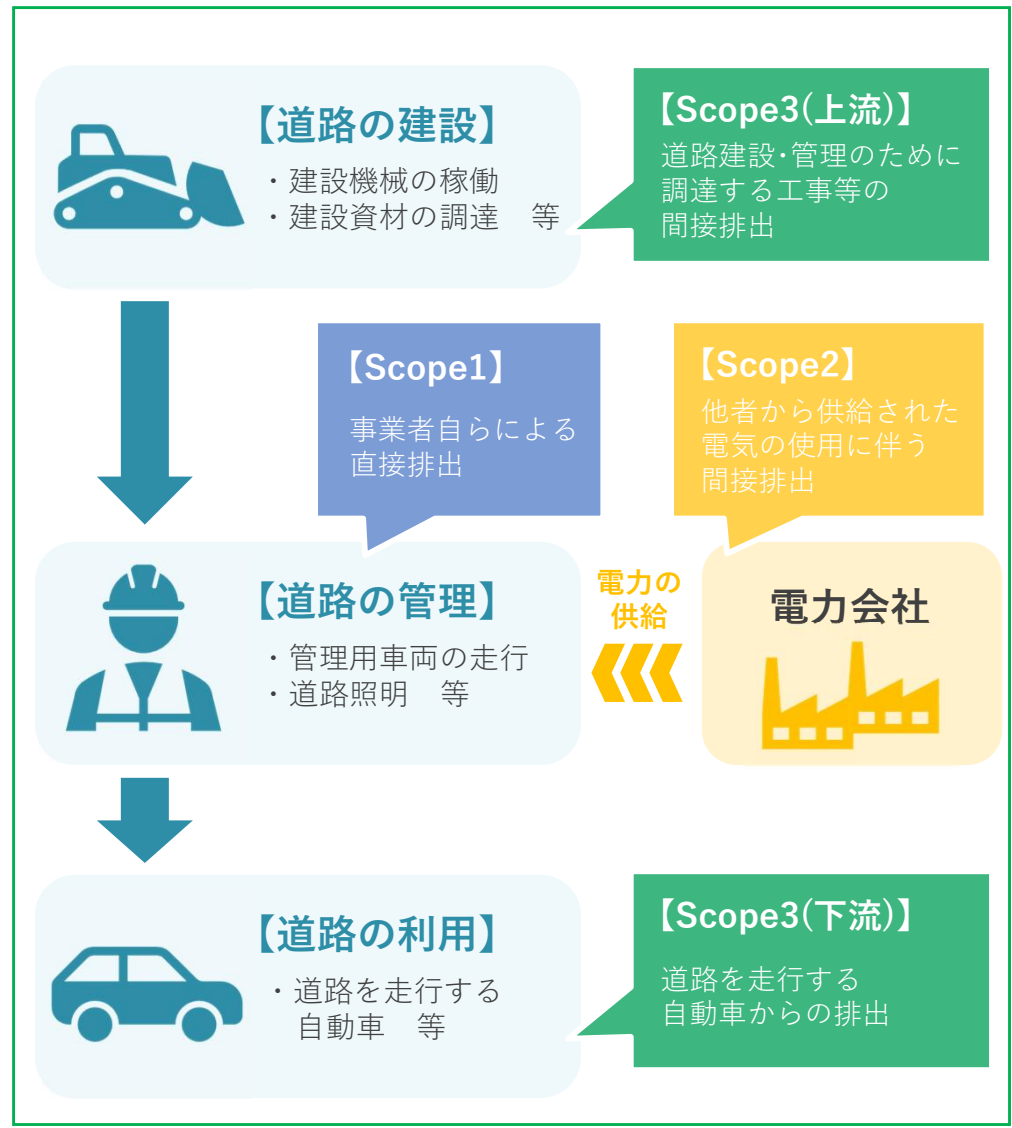 【道路の建設】
・建設機械の稼働
・建設資材の調達　等
【Scope3(上流)】
道路建設･管理のために
調達する工事等の
間接排出
【Scope1】
事業者自らによる
直接排出
【Scope2】
他者から供給された
電気の使用に伴う
間接排出
【道路の管理】
・管理用車両の走行
・道路照明　等
電力の
供給
電力会社
【道路の利用】
・道路を走行する
自動車　等
【Scope3(下流)】
道路を走行する
自動車からの排出